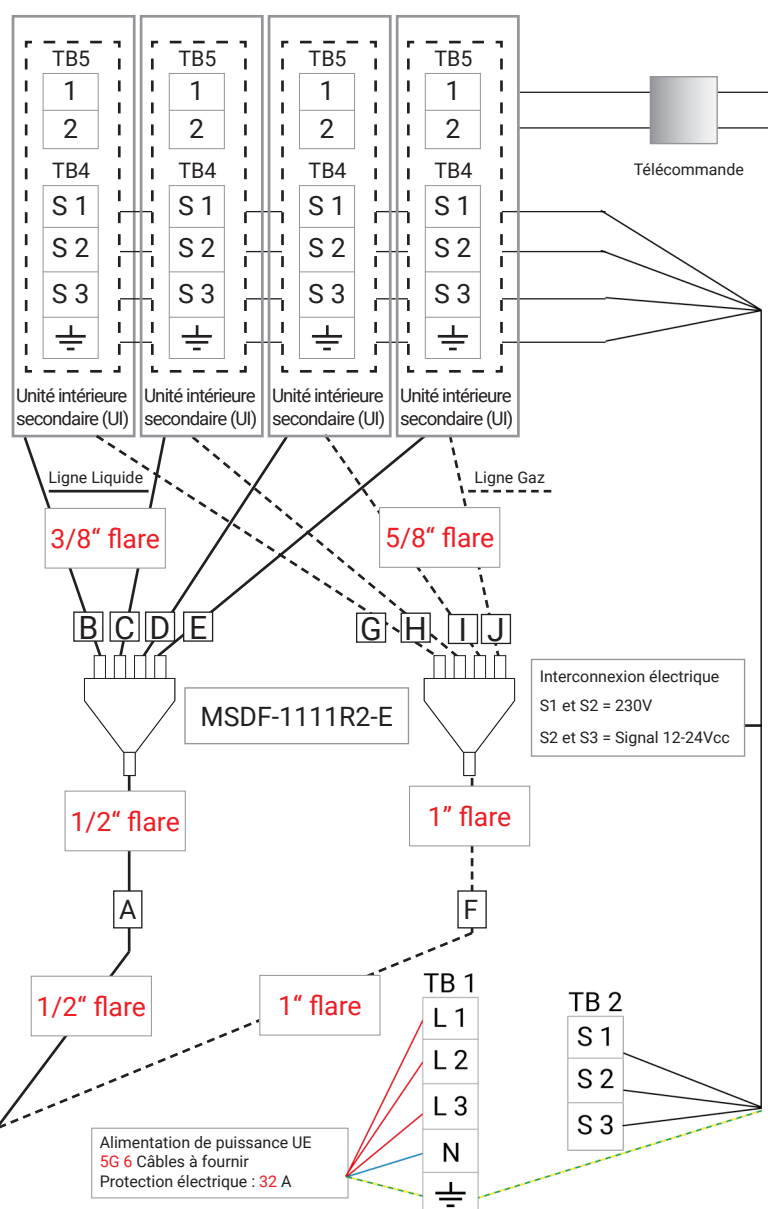 TB5 TB5 TB5 TB5
1 1 1 1
2 2 2 2
Télécommande
TB4 TB4 TB4 TB4
S 1 S 1 S 1 S 1
S 2 S 2 S 2 S 2
S 3 S 3 S 3 S 3
Unité intérieure Unité intérieure Unité intérieure Unité intérieure
secondaire (UI) secondaire (UI) secondaire (UI) secondaire (UI)
Ligne Liquide Ligne Gaz
3/8“ flare 5/8“ flare
B C D E G H I J
MSDF-1111R2-E
Interconnexion électrique
S1 et S2 = 230V
S2 et S3 = Signal 12-24Vcc
1/2“ flare 1” flare
A F
1/2“ flare 1“ flare
TB 1
L 1
L 2
L 3
N
TB 2
S 1
S 2
S 3
Alimentation de puissance UE
5G 6 Câbles à fournir
Protection électrique : 32 A